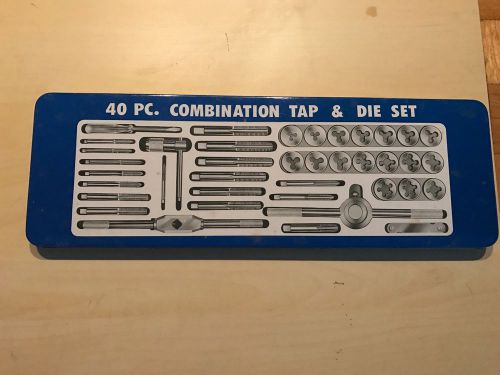 40 PC. COMBINATION TAP & DIE SET